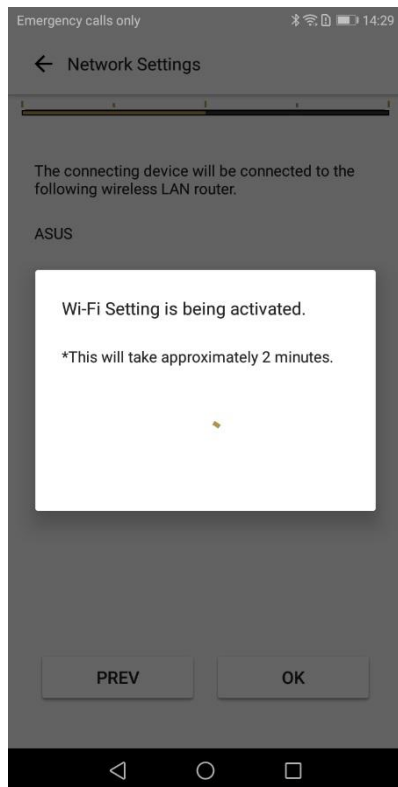 Emergency calls only 14:29
Network Settings
The connecting device will be connected to the
following wireless LAN router.
ASUS
Wi-Fi Setting is being activated.
*This will take approximately 2 minutes.
PREV OK